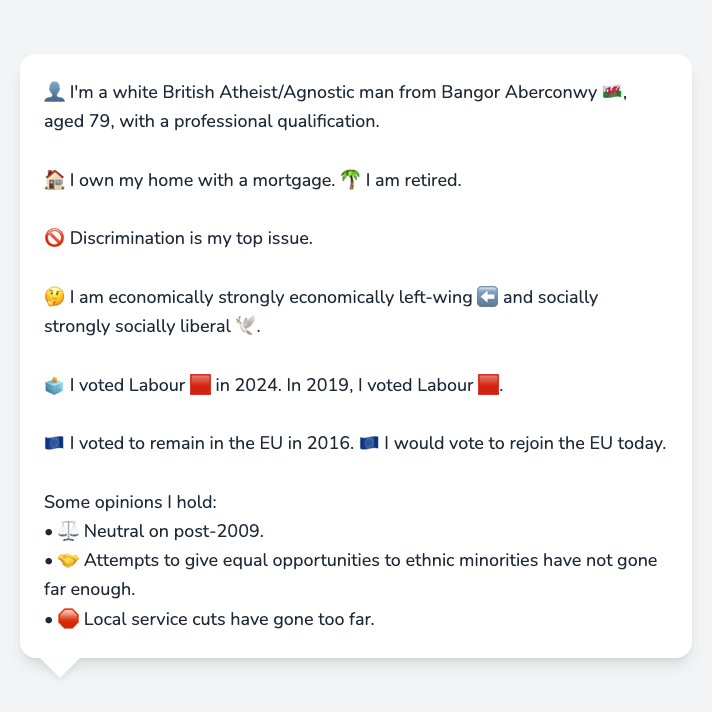 👤 I'm a white British Atheist/Agnostic man from Bangor Aberconwy 🏴󠁧󠁢󠁷󠁬󠁳󠁿,
aged 79, with a professional qualification.
🏠 I own my home with a mortgage. 🌴 I am retired.
🚫 Discrimination is my top issue.
🤔 I am economically strongly economically left-wing ⬅️ and socially
strongly socially liberal 🕊️.
🗳️ I voted Labour 🟥 in 2024. In 2019, I voted Labour 🟥.
🇪🇺 I voted to remain in the EU in 2016. 🇪🇺 I would vote to rejoin the EU today.
Some opinions I hold:
• ⚖️ Neutral on post-2009.
• 🤝 Attempts to give equal opportunities to ethnic minorities have not gone
far enough.
• 🛑 Local service cuts have gone too far.